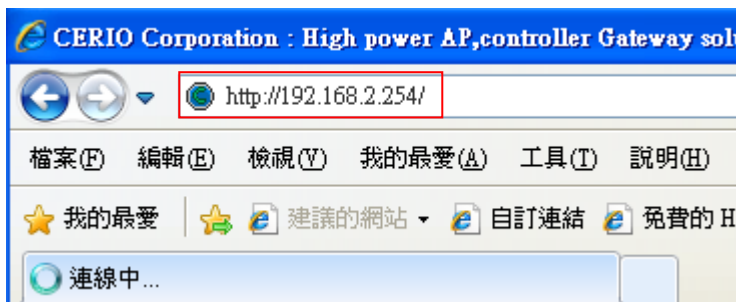 CERIO Corporation : High power AP,controller Gateway
http://192.168.2.254/
檔案(F) 編輯(E) 檢視(V) 我的最愛(A) 工具(T) 說明(H)
我的最愛 建議的網站 自訂連結 免費的 H
連線中...